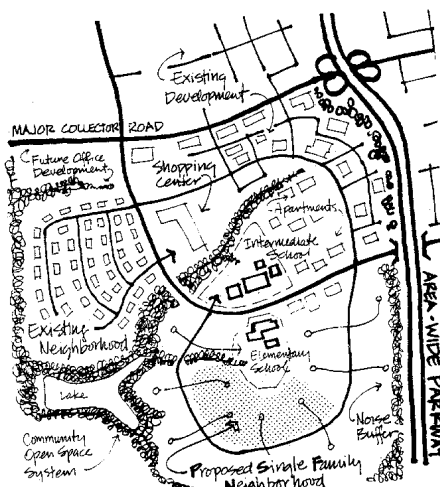 Existing
Development
MAJOR COLLECTOR ROAD
Future Office
Development
Shopping
Center
Apartments
Intermediate
School
Existing
Neighborhood
Elementary
School
Lake
Community
Open Space
System
Noise
Buffer
AREA-WIDE PARKWAY
Proposed Single Family
Neighborhood